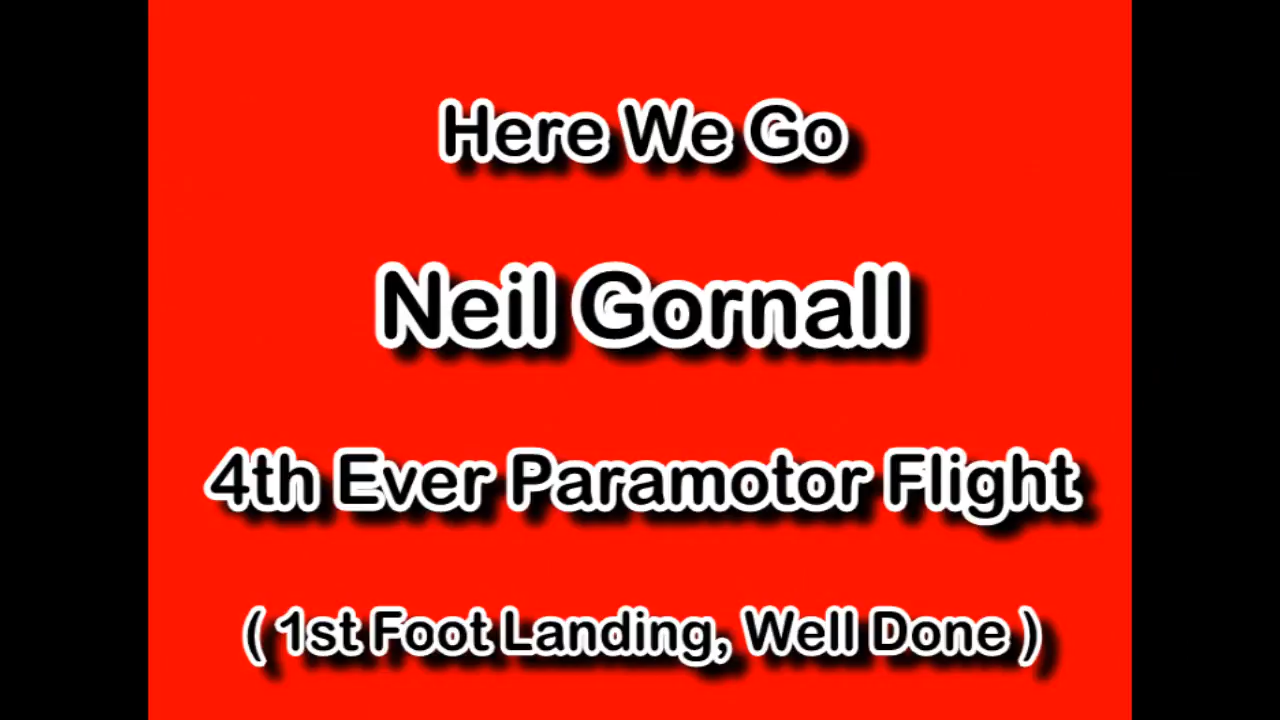 Here We Go
Neil Gornall
4th Ever Paramotor Flight
( 1st Foot Landing, Well Done )